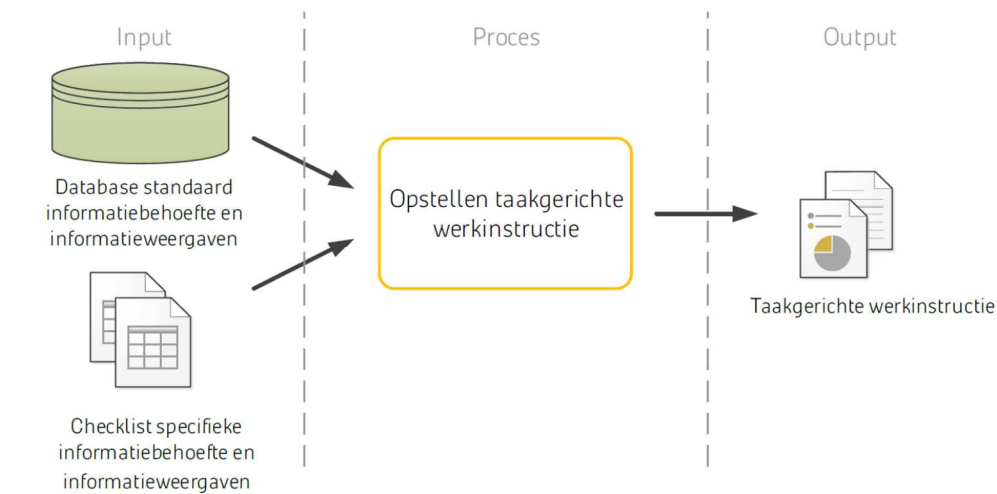 Input
Proces
Output
Database standaard
informatiebehoefte en
informatieweergaven
Opstellen taakgerichte
werkinstructie
Taakgerichte werkinstructie
Checklist specifieke
informatiebehoefte en
informatieweergaven